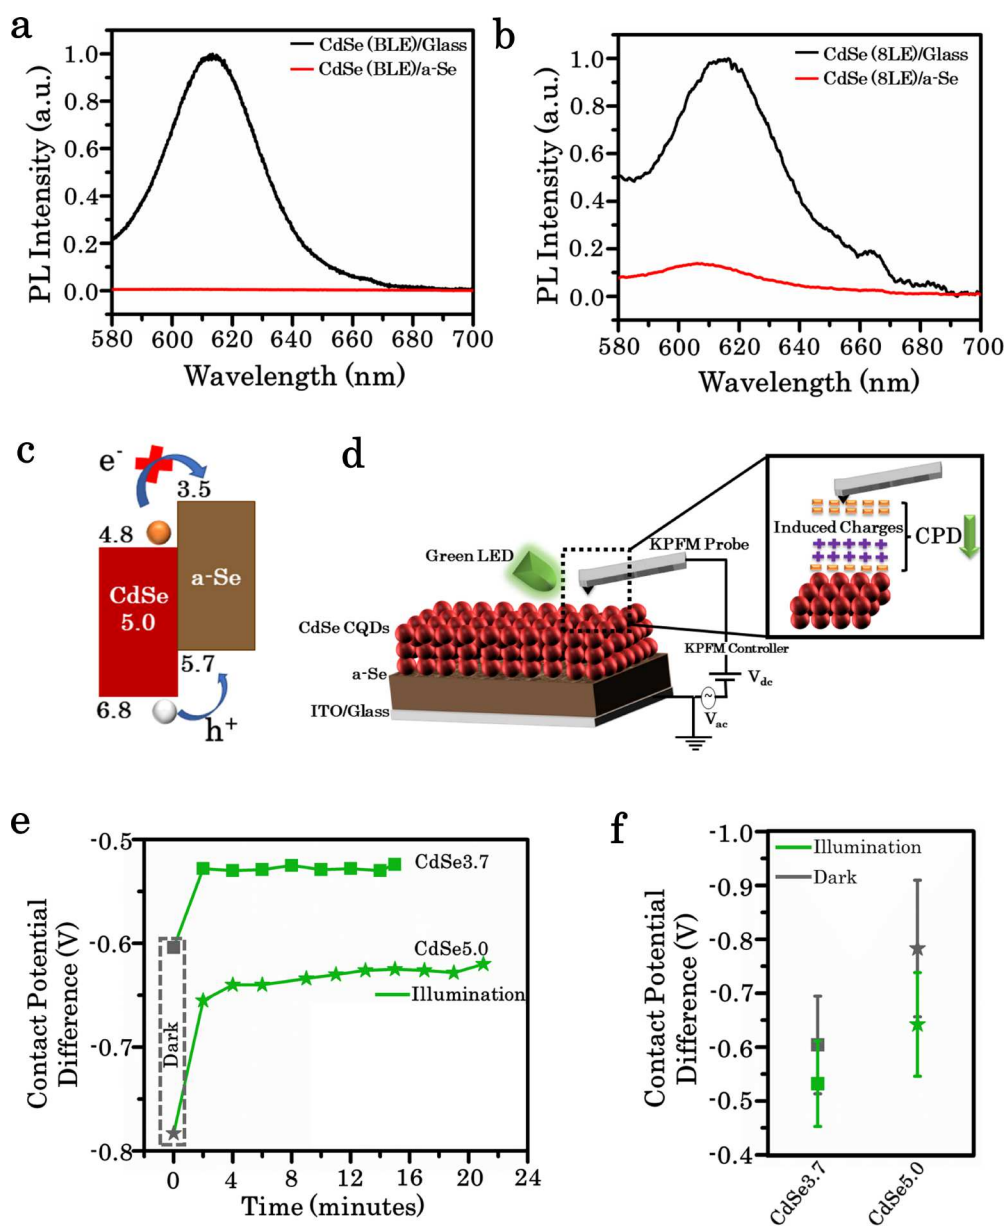 a
CdSe (BLE)/Glass
CdSe (BLE)/a-Se
PL Intensity (a.u.)
1.0
0.8
0.6
0.4
0.2
0.0
580 600 620 640 660 680 700
Wavelength (nm)
b
CdSe (8LE)/Glass
CdSe (8LE)/a-Se
PL Intensity (a.u.)
1.0
0.8
0.6
0.4
0.2
0.0
580 600 620 640 660 680 700
Wavelength (nm)
c
e-
3.5
4.8
CdSe
5.0
a-Se
5.7
6.8
h+
d
Green LED
KPFM Probe
CdSe CQDs
a-Se
ITO/Glass
KPFM Controller
Vdc
~
Vac
Induced Charges
CPD
e
Contact Potential
Difference (V)
-0.5
-0.6
-0.7
-0.8
CdSe3.7
CdSe5.0
Illumination
Dark
0 4 8 12 16 20 24
Time (minutes)
f
Contact Potential
Difference (V)
-1.0
-0.9
-0.8
-0.7
-0.6
-0.5
-0.4
Illumination
Dark
CdSe3.7
CdSe5.0